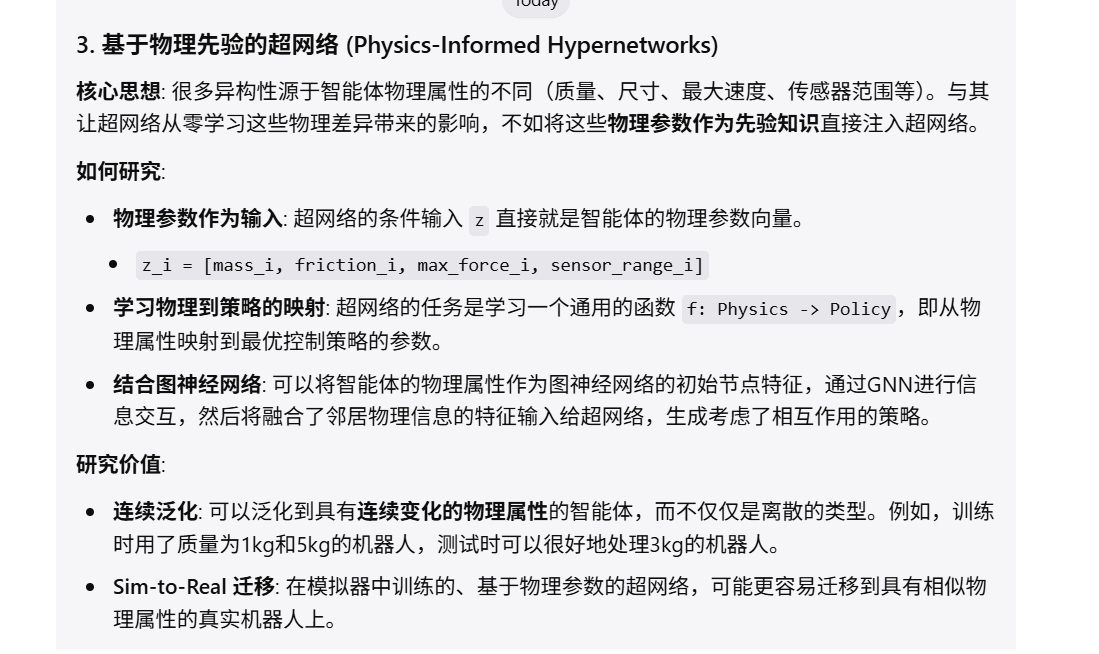 Today
3. 基于物理先验的超网络 (Physics-Informed Hypernetworks)
核心思想: 很多异构性源于智能体物理属性的不同（质量、尺寸、最大速度、传感器范围等）。与其
让超网络从零学习这些物理差异带来的影响，不如将这些物理参数作为先验知识直接注入超网络。
如何研究:
• 物理参数作为输入: 超网络的条件输入 z 直接就是智能体的物理参数向量。
• z_i = [mass_i, friction_i, max_force_i, sensor_range_i]
• 学习物理到策略的映射: 超网络的任务是学习一个通用的函数 f: Physics -> Policy，即从物
理属性映射到最优控制策略的参数。
• 结合图神经网络: 可以将智能体的物理属性作为图神经网络的初始节点特征，通过GNN进行信
息交互，然后将融合了邻居物理信息的特征输入给超网络，生成考虑了相互作用的策略。
研究价值:
• 连续泛化: 可以泛化到具有连续变化的物理属性的智能体，而不仅仅是离散的类型。例如，训练
时用了质量为1kg和5kg的机器人，测试时可以很好地处理3kg的机器人。
• Sim-to-Real 迁移: 在模拟器中训练的、基于物理参数的超网络，可能更容易迁移到具有相似物
理属性的真实机器人上。